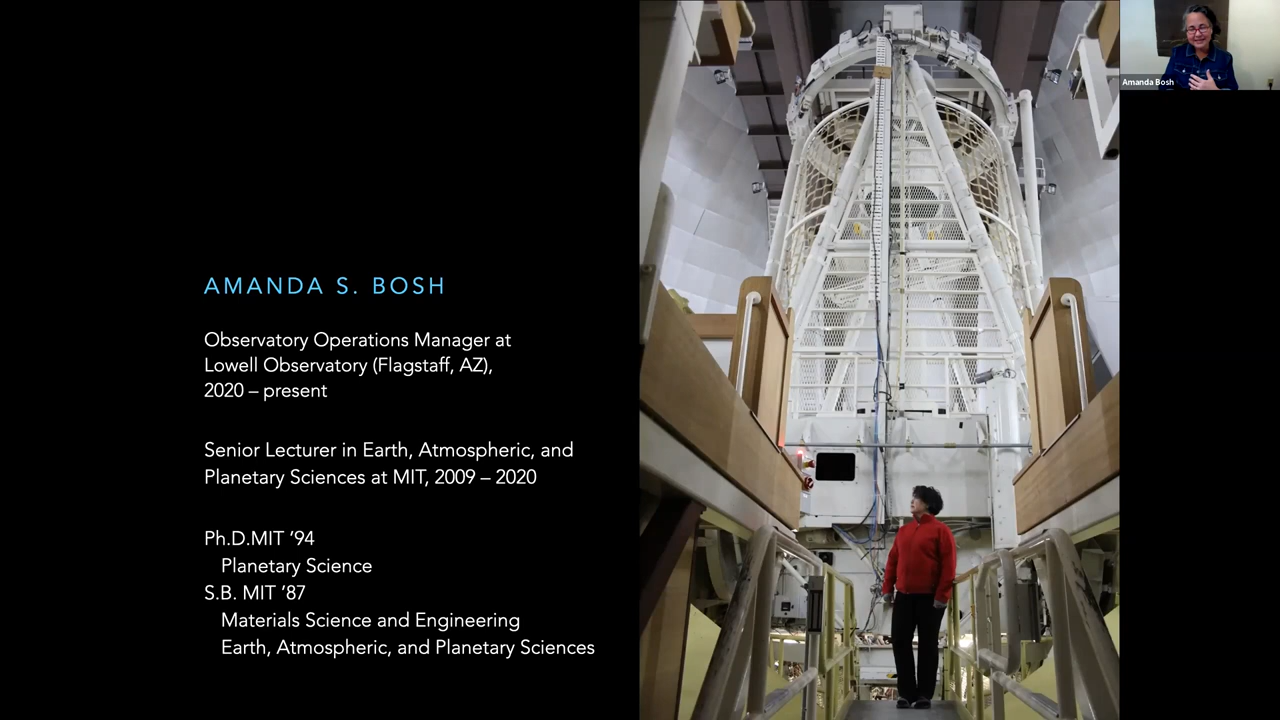 AMANDA S. BOSH
Observatory Operations Manager at
Lowell Observatory (Flagstaff, AZ),
2020 – present
Senior Lecturer in Earth, Atmospheric, and
Planetary Sciences at MIT, 2009 – 2020
Ph.D.MIT ’94
Planetary Science
S.B. MIT ’87
Materials Science and Engineering
Earth, Atmospheric, and Planetary Sciences
Amanda Bosh